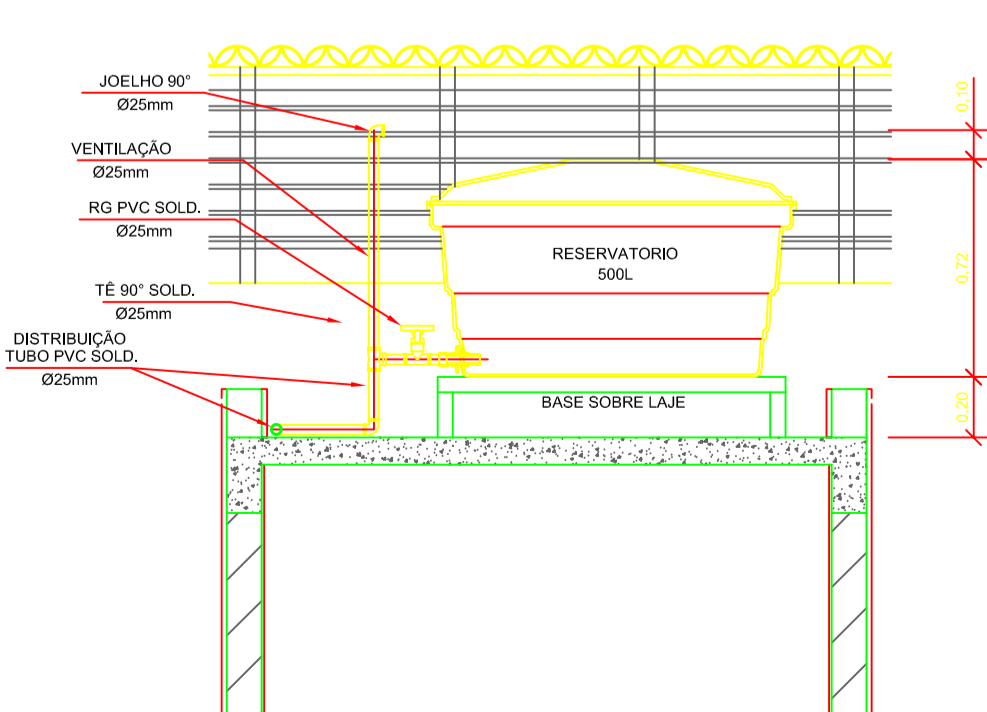 JOELHO 90°
Ø25mm
VENTILAÇÃO
Ø25mm
RG PVC SOLD.
Ø25mm
TÊ 90° SOLD.
Ø25mm
DISTRIBUIÇÃO
TUBO PVC SOLD.
Ø25mm
RESERVATORIO
500L
BASE SOBRE LAJE
0,10
0,72
0,20